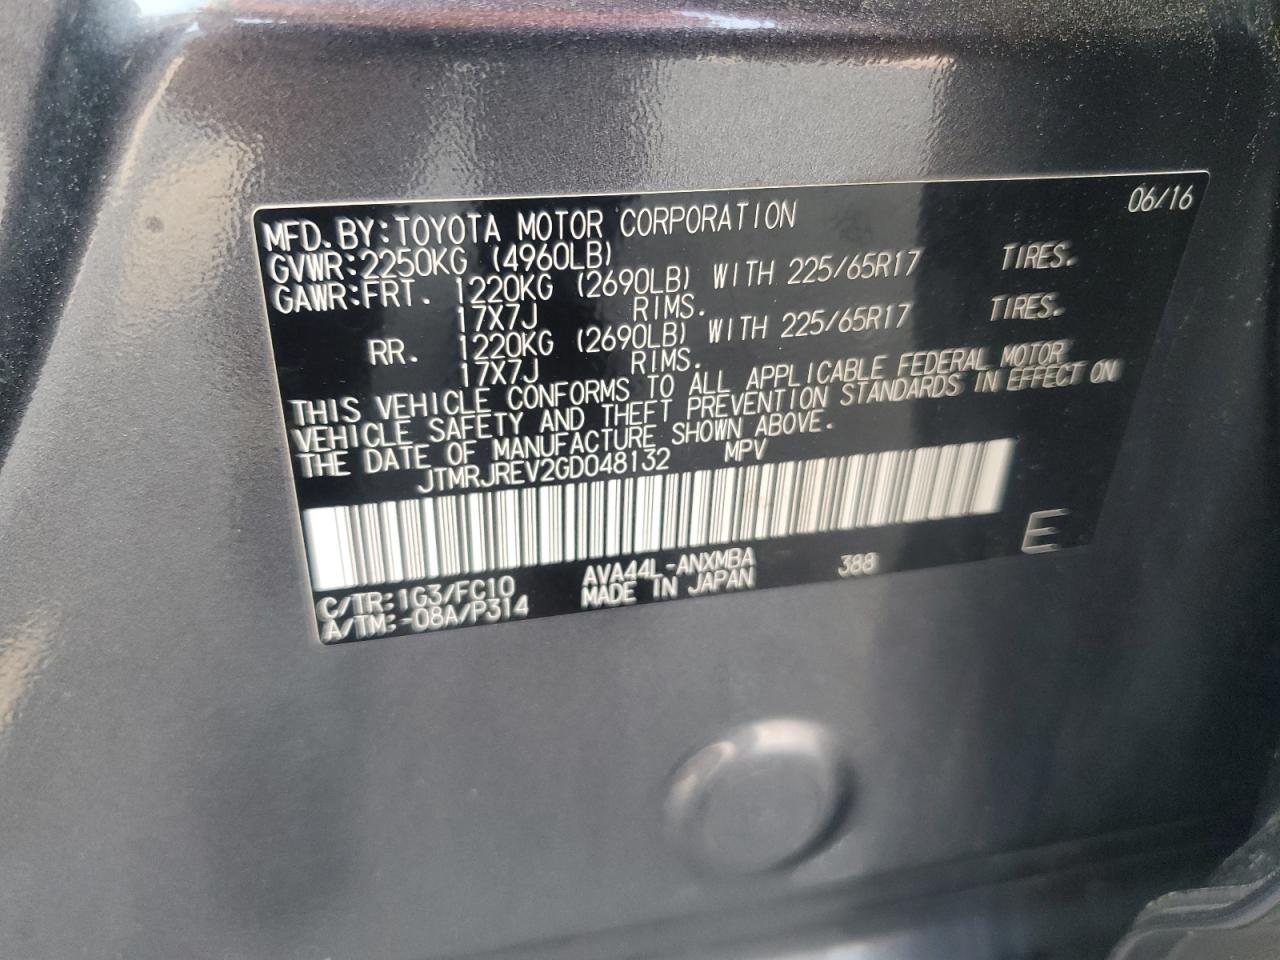 06/16
MFD. BY: TOYOTA MOTOR CORPORATION
GVWR: 2250KG (4960LB)
GAWR: FRT. 1220KG (2690LB) WITH 225/65R17 TIRES.
17X7J RIMS.
RR. 1220KG (2690LB) WITH 225/65R17 TIRES.
17X7J RIMS.
THIS VEHICLE CONFORMS TO ALL APPLICABLE FEDERAL MOTOR
VEHICLE SAFETY AND THEFT PREVENTION STANDARDS IN EFFECT ON
THE DATE OF MANUFACTURE SHOWN ABOVE.
JTMRJREV2GD048132 MPV
E
C/TR: 1G3/FC10 AVA44L-ANXMBA 388
A/TM: -08A/P314 MADE IN JAPAN